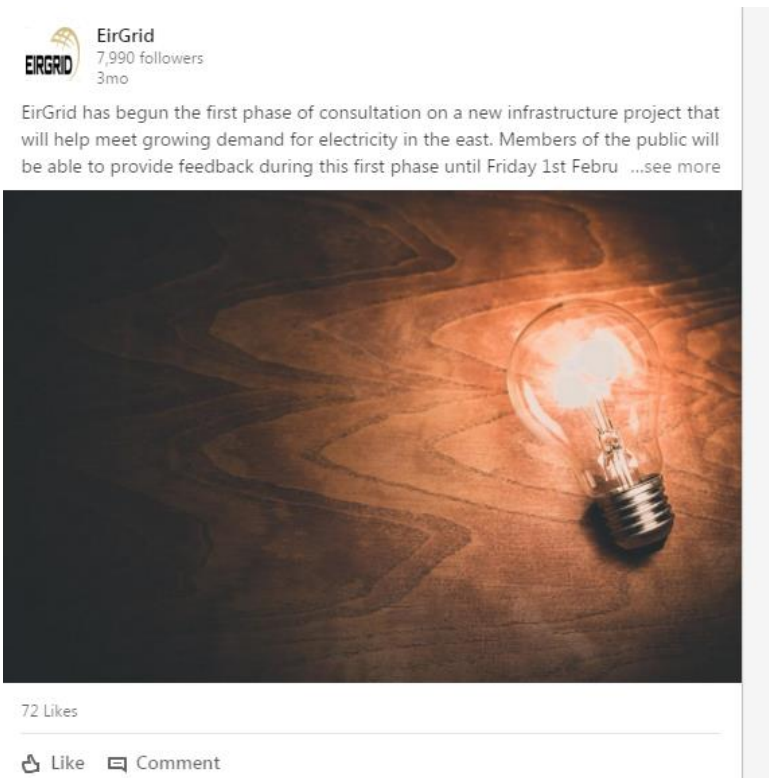 EIRGRID
EirGrid
7,990 followers
3mo
EirGrid has begun the first phase of consultation on a new infrastructure project that
will help meet growing demand for electricity in the east. Members of the public will
be able to provide feedback during this first phase until Friday 1st Febru ...see more
72 Likes
Like Comment